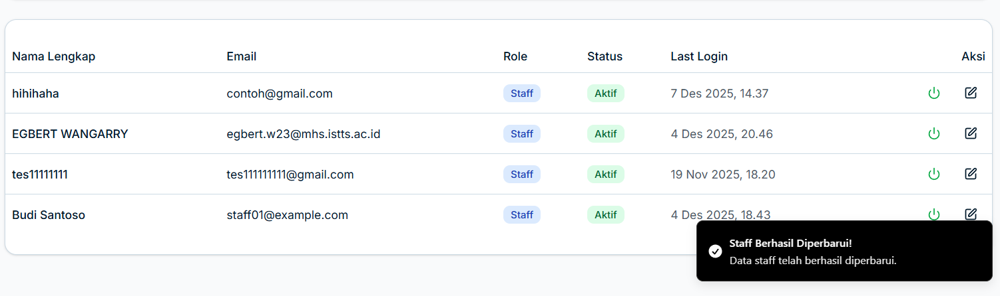 Nama Lengkap Email Role Status Last Login Aksi
hihihaha contoh@gmail.com Staff Aktif 7 Des 2025, 14.37
EGBERT WANGARRY egbert.w23@mhs.istts.ac.id Staff Aktif 4 Des 2025, 20.46
tes11111111 tes111111111@gmail.com Staff Aktif 19 Nov 2025, 18.20
Budi Santoso staff01@example.com Staff Aktif 4 Des 2025, 18.43
Staff Berhasil Diperbarui!
Data staff telah berhasil diperbarui.